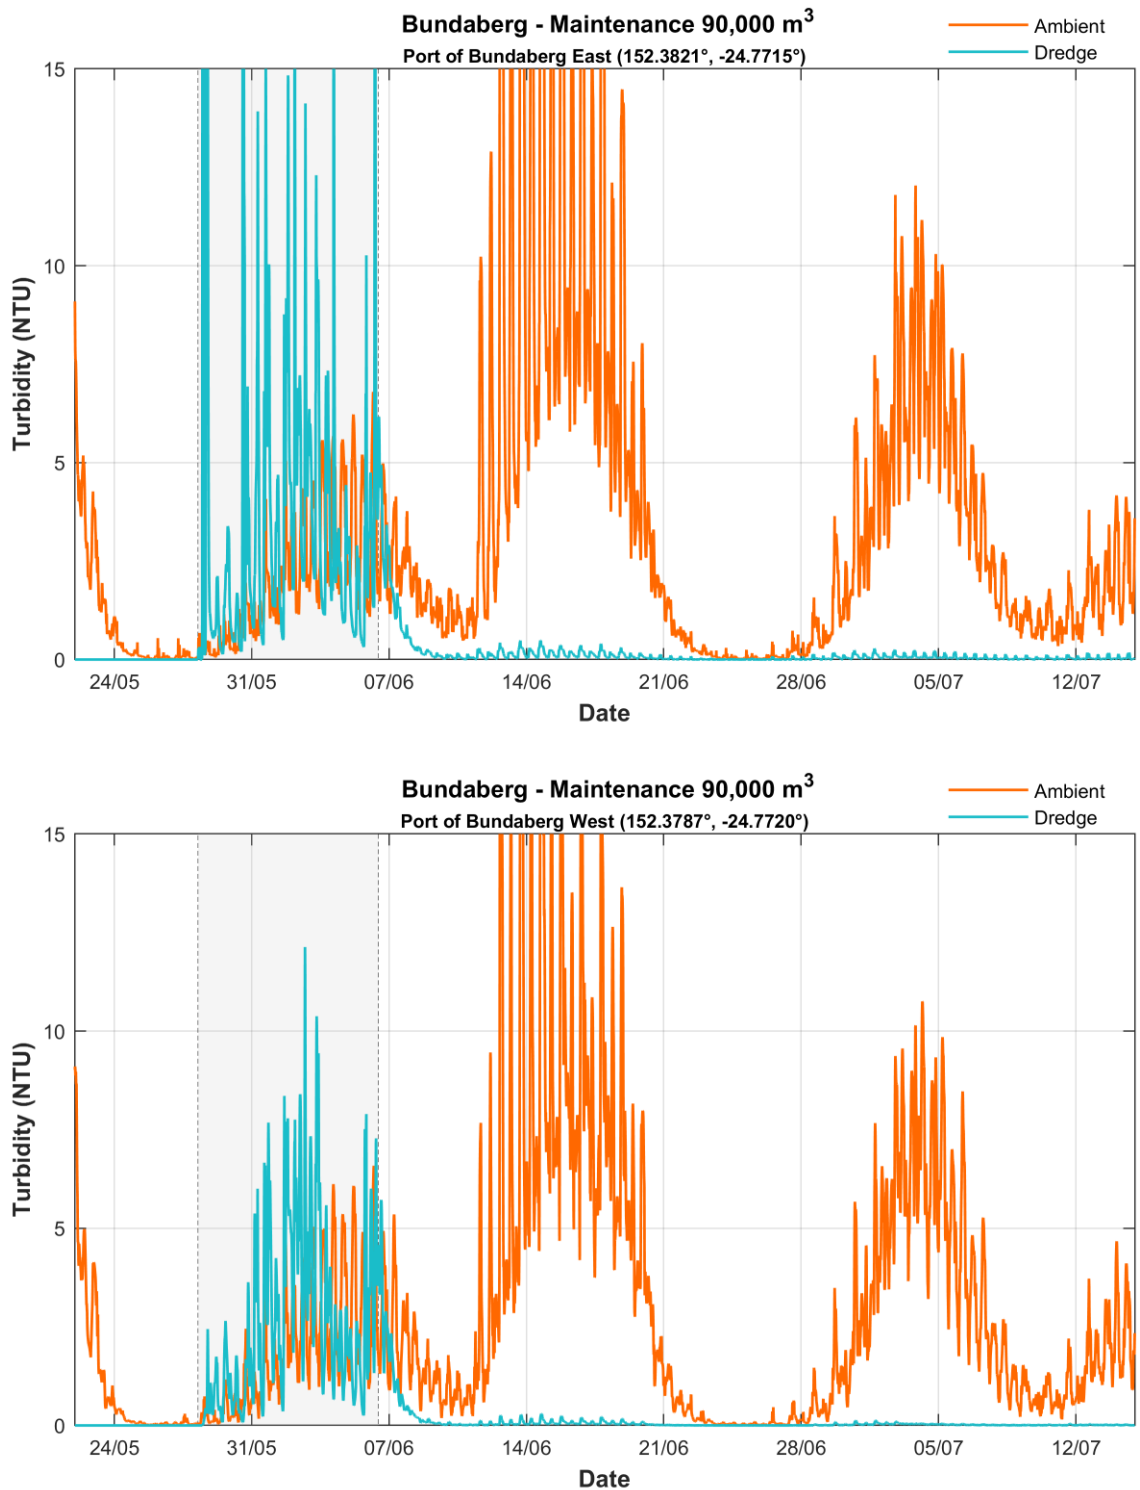 Bundaberg - Maintenance 90,000 m³
Port of Bundaberg East (152.3821°, -24.7715°)
Ambient
Dredge
15
10
5
0
Turbidity (NTU)
24/05 31/05 07/06 14/06 21/06 28/06 05/07 12/07
Date
Bundaberg - Maintenance 90,000 m³
Port of Bundaberg West (152.3787°, -24.7720°)
Ambient
Dredge
15
10
5
0
Turbidity (NTU)
24/05 31/05 07/06 14/06 21/06 28/06 05/07 12/07
Date